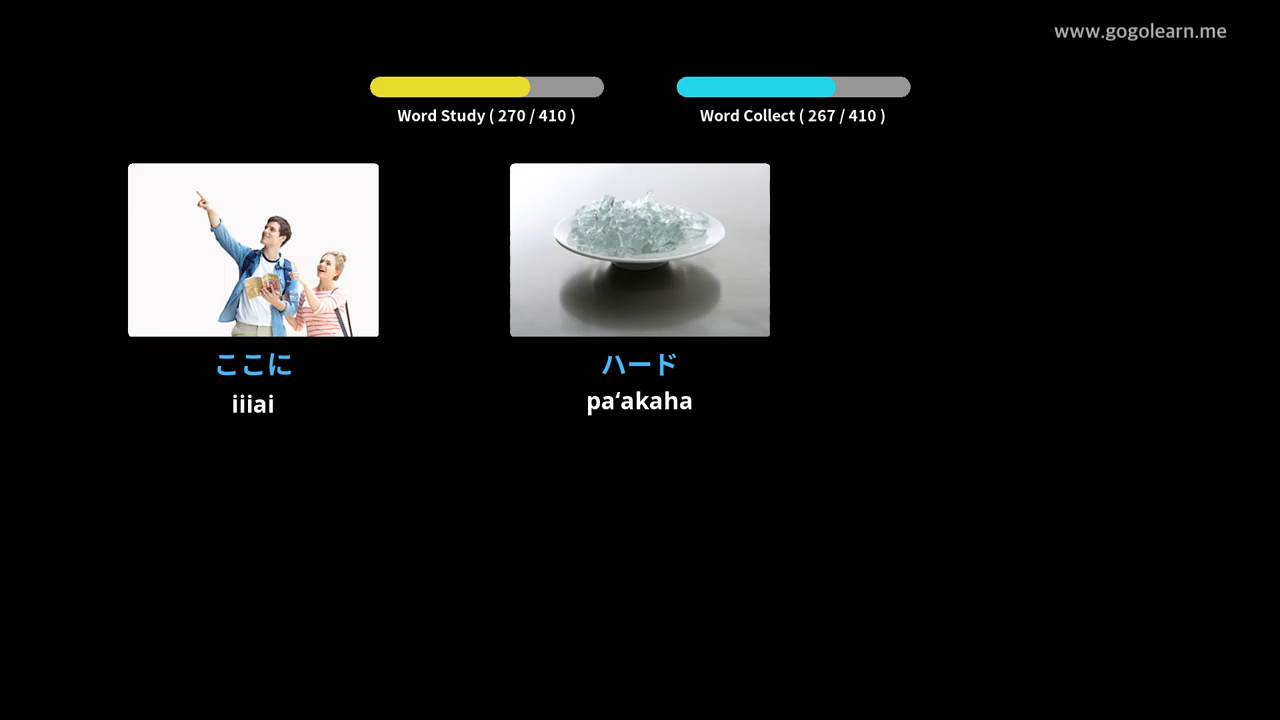 www.gogolearn.me
Word Study ( 270 / 410 )
Word Collect ( 267 / 410 )
ここに
iiiai
ハード
pa‘akaha